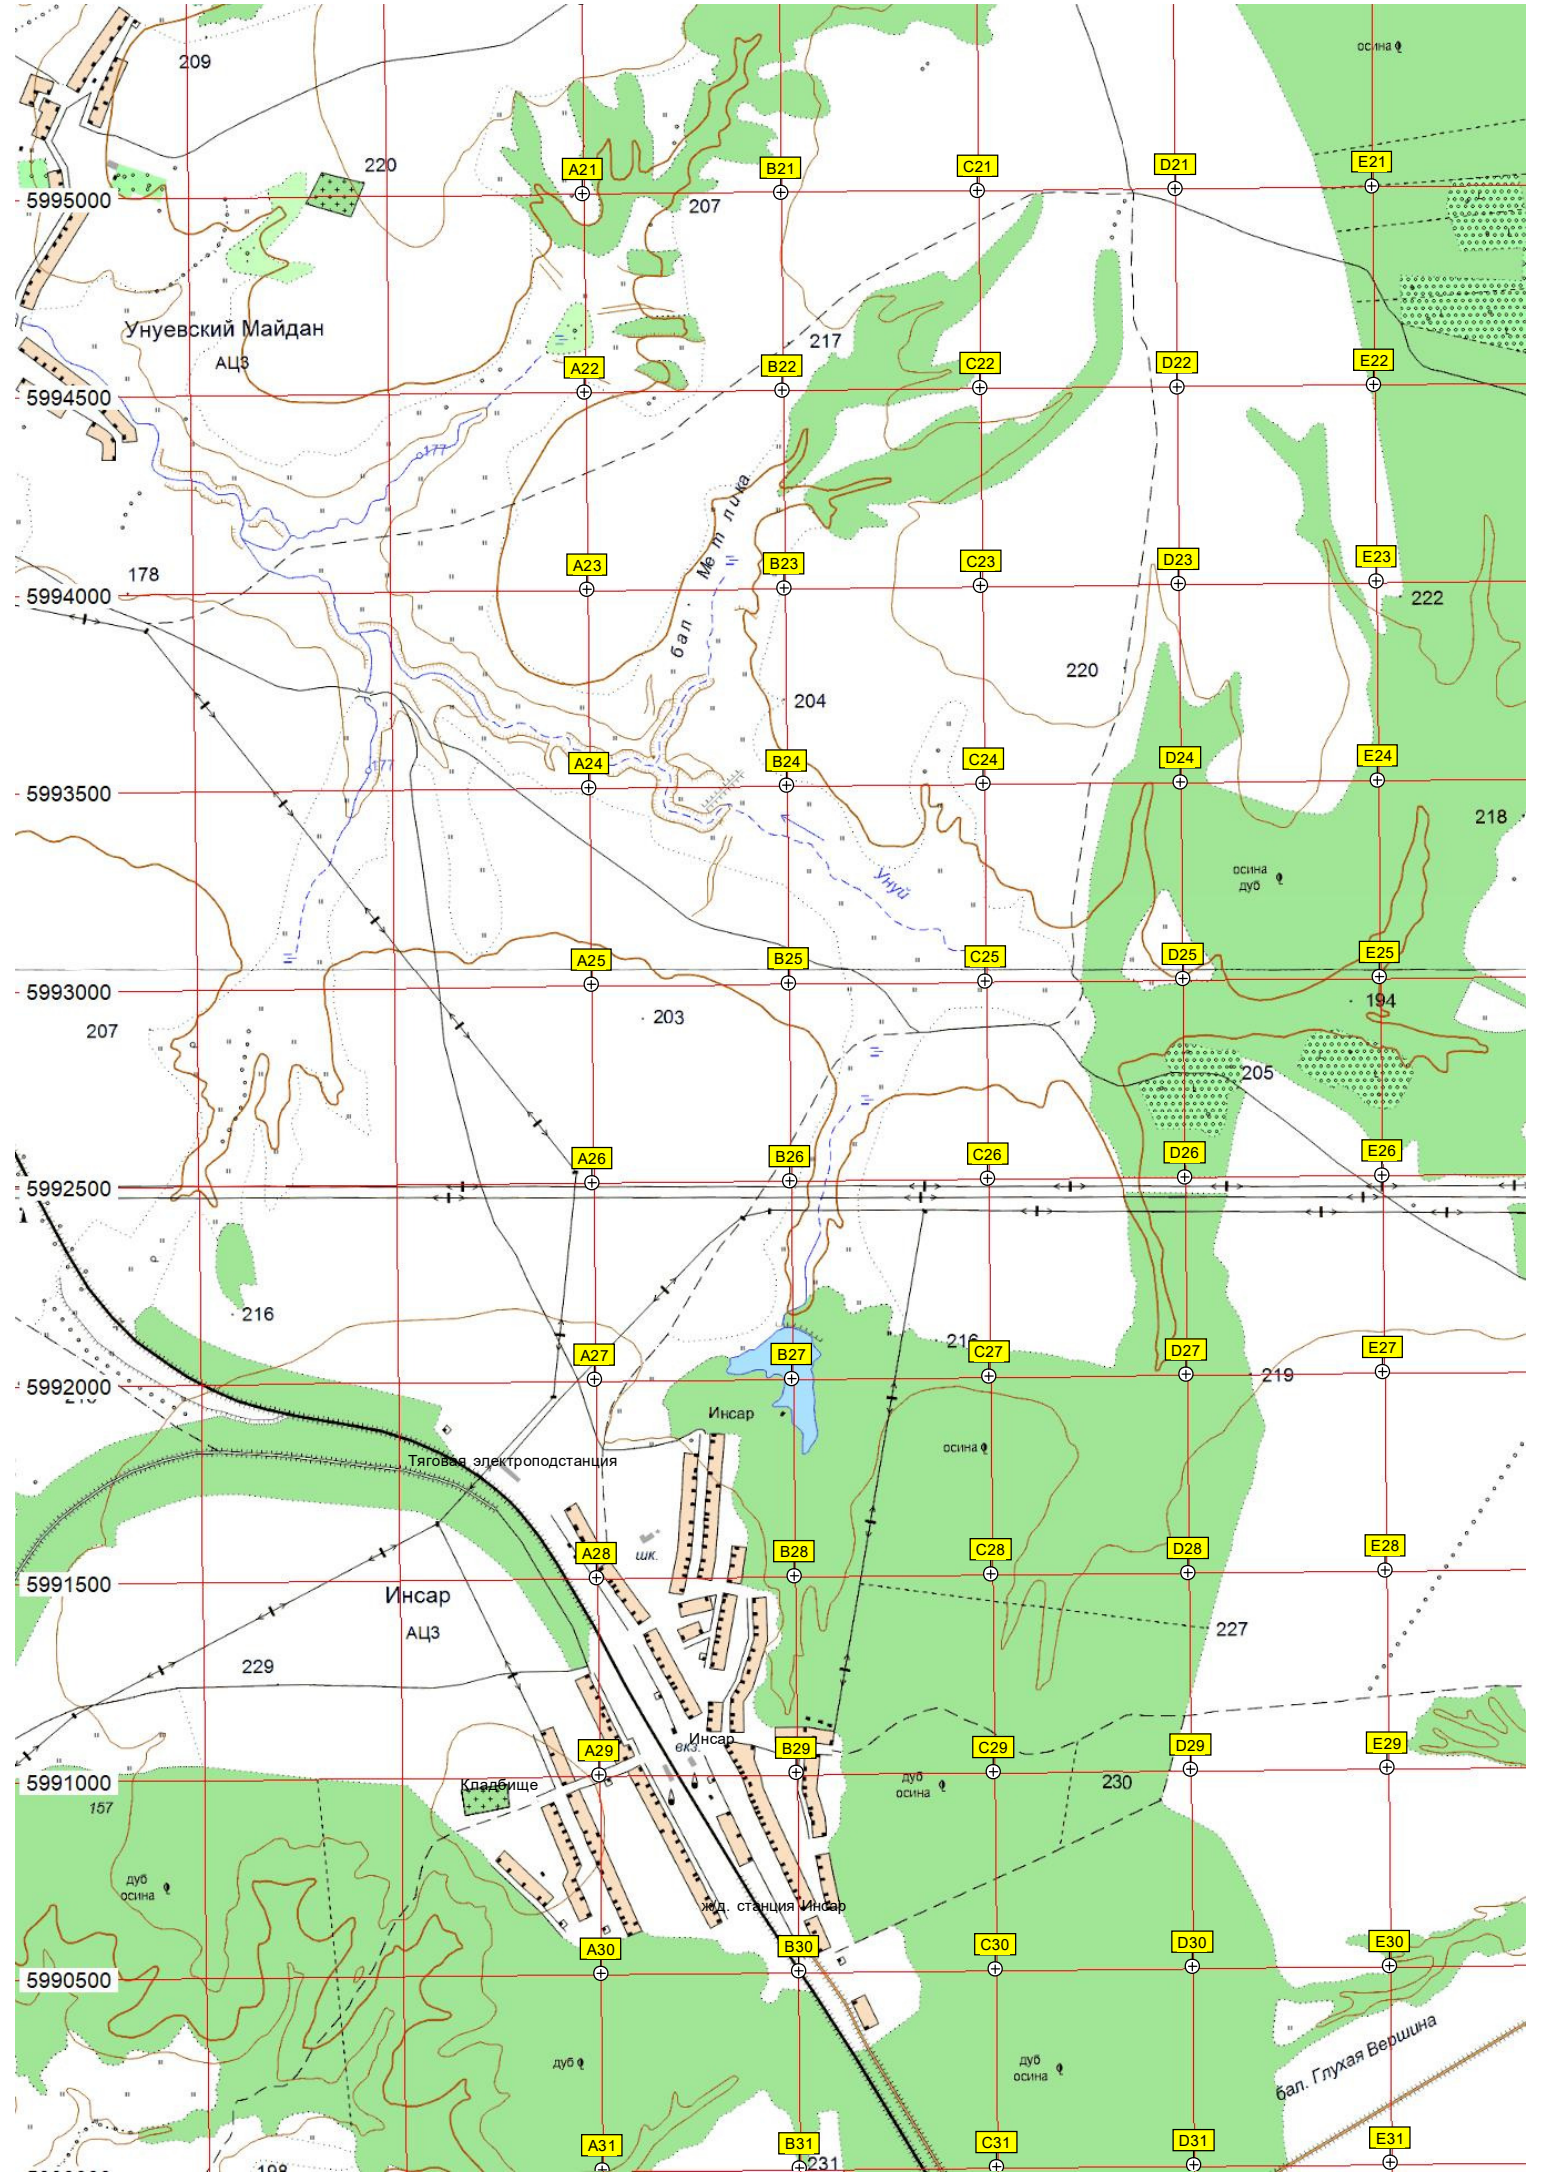 осина
209
220
A21
B21
C21
D21
E21
5995000
207
Унуевский Майдан
АЦЗ
217
A22
B22
C22
D22
E22
5994500
177
бал. Метлика
178
A23
B23
C23
D23
E23
5994000
222
220
204
A24
B24
C24
D24
E24
177
5993500
218
осина
дуб
Унуй
A25
B25
C25
D25
E25
5993000
194
207
203
205
A26
B26
C26
D26
E26
5992500
216
216
A27
B27
C27
D27
E27
5992000
219
Инсар
осина
Тяговая электроподстанция
A28
B28
C28
D28
E28
шк.
5991500
Инсар
АЦЗ
227
229
Инсар
вкз.
A29
B29
C29
D29
E29
5991000
Кладбище
157
дуб
осина
230
дуб
осина
ж/д. станция Инсар
A30
B30
C30
D30
E30
5990500
дуб
дуб
осина
бал. Глухая Вершина
A31
B31
C31
D31
E31
231
198